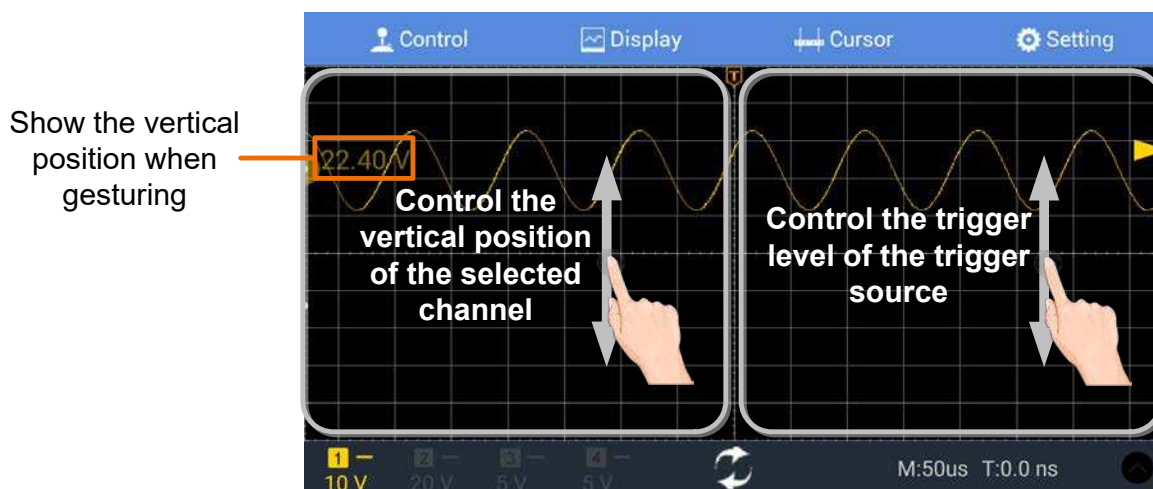 Control Display Cursor Setting
T
Show the vertical
position when
gesturing
22.40 V
Control the
vertical position
of the selected
channel
Control the trigger
level of the trigger
source
1 2 3 4
10 V 20 V 5 V 5 V
M:50us T:0.0 ns